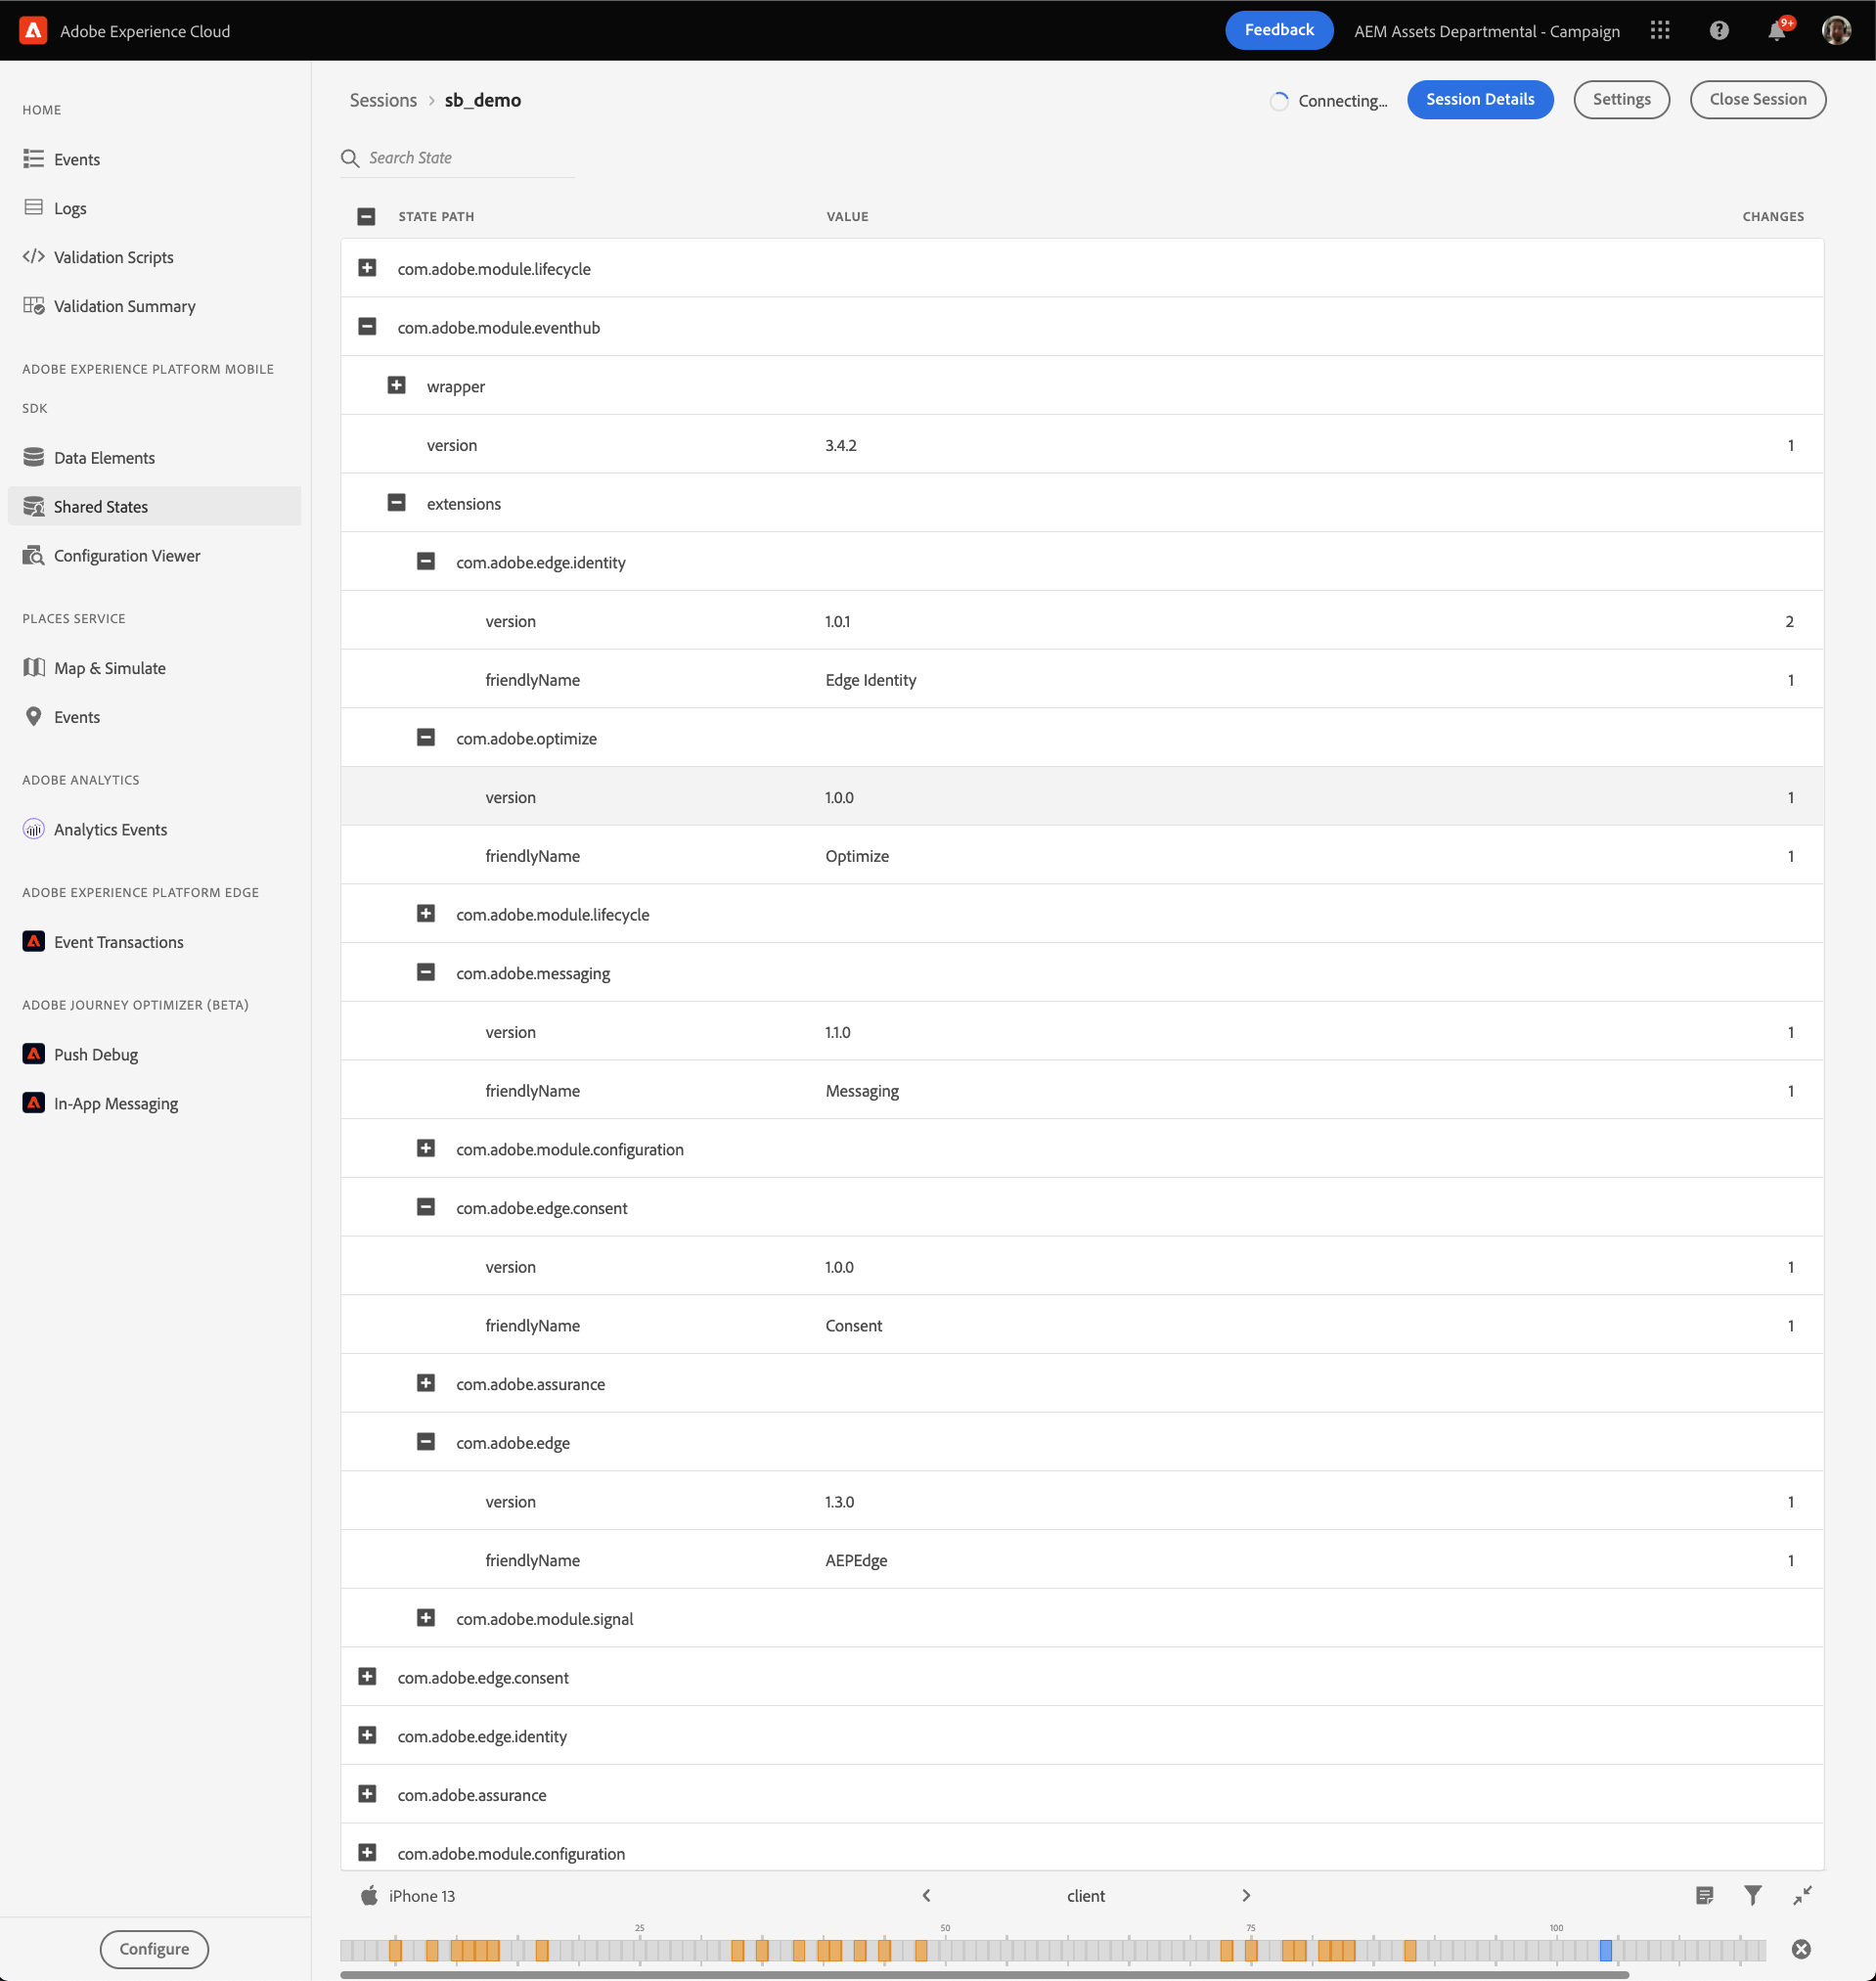 Adobe Experience Cloud
Feedback
AEM Assets Departmental - Campaign
9+
HOME
Events
Logs
Validation Scripts
Validation Summary
ADOBE EXPERIENCE PLATFORM MOBILE
SDK
Data Elements
Shared States
Configuration Viewer
PLACES SERVICE
Map & Simulate
Events
ADOBE ANALYTICS
Analytics Events
ADOBE EXPERIENCE PLATFORM EDGE
Event Transactions
ADOBE JOURNEY OPTIMIZER (BETA)
Push Debug
In-App Messaging
Configure
Sessions > sb_demo
Connecting...
Session Details
Settings
Close Session
Search State
STATE PATH VALUE CHANGES
com.adobe.module.lifecycle
com.adobe.module.eventhub
wrapper
version 3.4.2 1
extensions
com.adobe.edge.identity
version 1.0.1 2
friendlyName Edge Identity 1
com.adobe.optimize
version 1.0.0 1
friendlyName Optimize 1
com.adobe.module.lifecycle
com.adobe.messaging
version 1.1.0 1
friendlyName Messaging 1
com.adobe.module.configuration
com.adobe.edge.consent
version 1.0.0 1
friendlyName Consent 1
com.adobe.assurance
com.adobe.edge
version 1.3.0 1
friendlyName AEPEdge 1
com.adobe.module.signal
com.adobe.edge.consent
com.adobe.edge.identity
com.adobe.assurance
com.adobe.module.configuration
iPhone 13
client
25 50 75 100